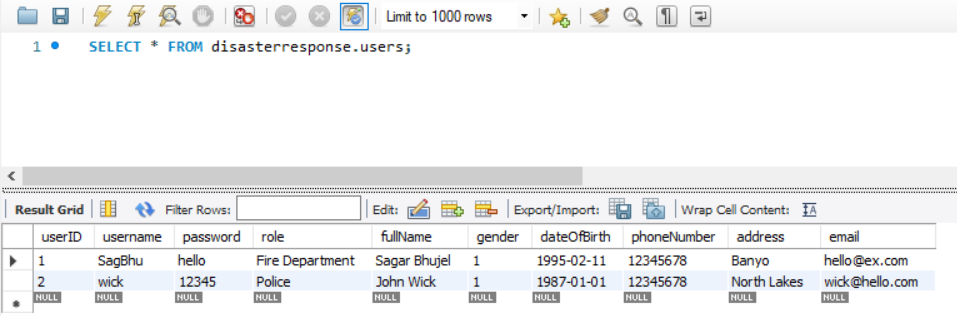 Limit to 1000 rows
1 SELECT * FROM disasterresponse.users;
Result Grid Filter Rows: Edit: Export/Import: Wrap Cell Content: IA
userID username password role fullName gender dateOfBirth phoneNumber address email
1 SagBhu hello Fire Department Sagar Bhujel 1 1995-02-11 12345678 Banyo hello@ex.com
2 wick 12345 Police John Wick 1 1987-01-01 12345678 North Lakes wick@hello.com
NULL NULL NULL NULL NULL NULL NULL NULL NULL NULL